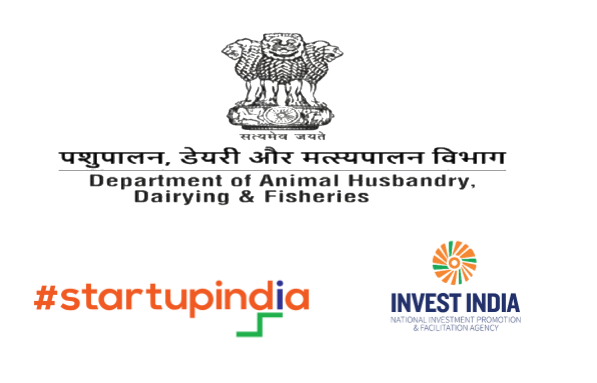 सत्यमेव जयते
पशुपालन, डेयरी और मत्स्यपालन विभाग
Department of Animal Husbandry,
Dairying & Fisheries
#startupindia
INVEST INDIA
NATIONAL INVESTMENT PROMOTION
& FACILITATION AGENCY